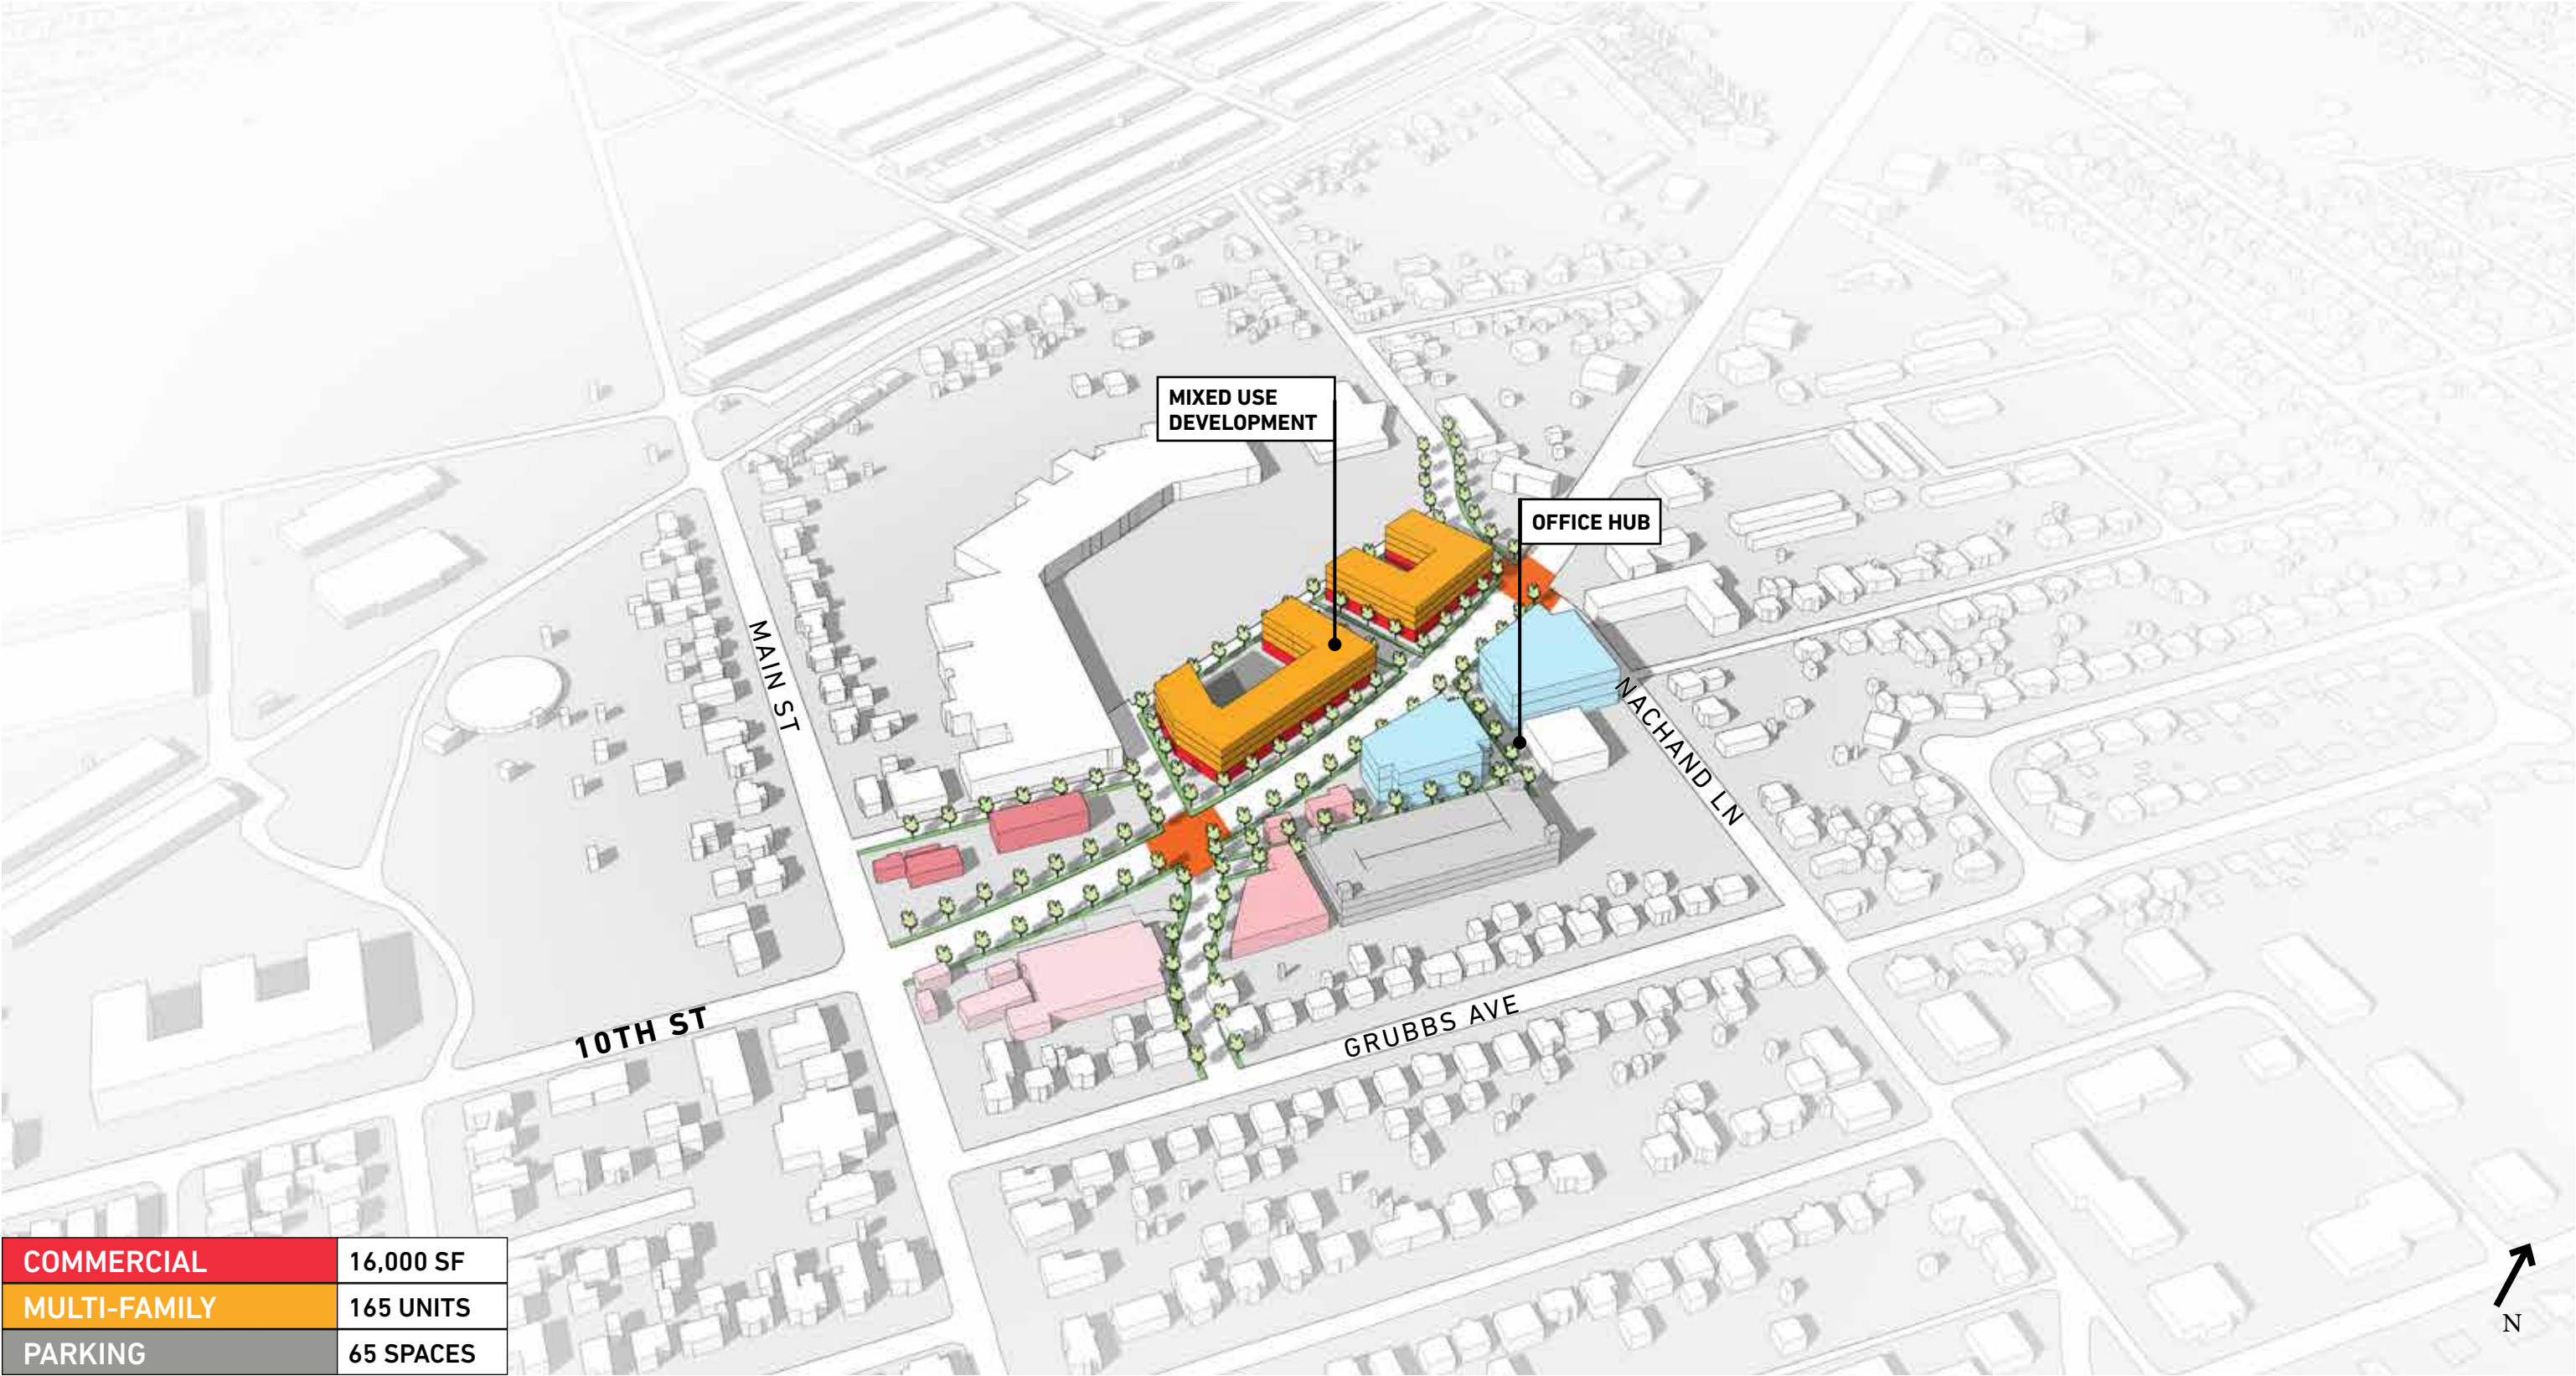 MIXED USE
DEVELOPMENT
OFFICE HUB
MAIN ST
NACHAND LN
10TH ST
GRUBBS AVE
COMMERCIAL 16,000 SF
MULTI-FAMILY 165 UNITS
PARKING 65 SPACES
N